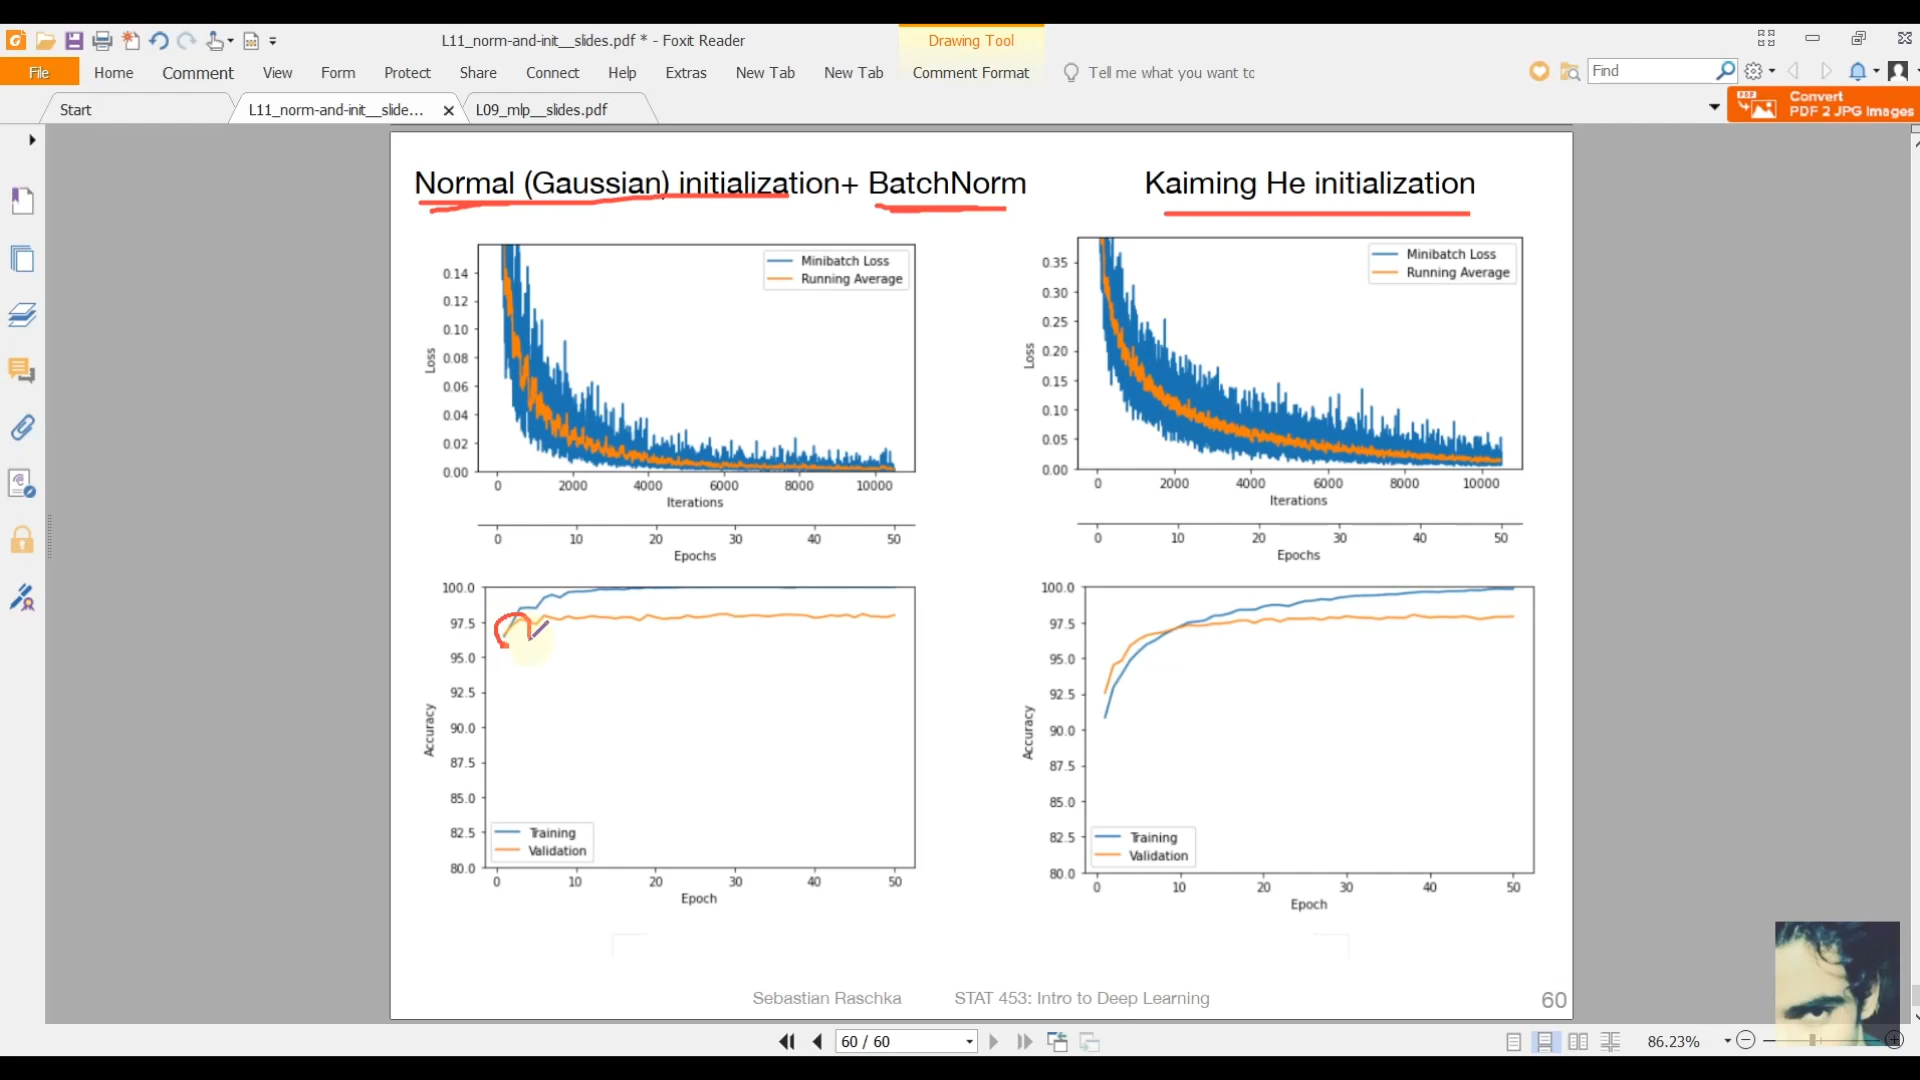 L11_norm-and-init__slides.pdf * - Foxit Reader
Drawing Tool
File Home Comment View Form Protect Share Connect Help Extras New Tab New Tab Comment Format Tell me what you want tc Find
Start L11_norm-and-init__slide... L09_mlp__slides.pdf
Convert
PDF 2 JPG Images
Normal (Gaussian) initialization+ BatchNorm
Minibatch Loss
Running Average
0.14
0.12
0.10
0.08
0.06
0.04
0.02
0.00
Loss
0 2000 4000 6000 8000 10000
Iterations
0 10 20 30 40 50
Epochs
100.0
97.5
95.0
92.5
90.0
87.5
85.0
82.5
80.0
Accuracy
Training
Validation
0 10 20 30 40 50
Epoch
Kaiming He initialization
Minibatch Loss
Running Average
0.35
0.30
0.25
0.20
0.15
0.10
0.05
0.00
Loss
0 2000 4000 6000 8000 10000
Iterations
0 10 20 30 40 50
Epochs
100.0
97.5
95.0
92.5
90.0
87.5
85.0
82.5
80.0
Accuracy
Training
Validation
0 10 20 30 40 50
Epoch
Sebastian Raschka STAT 453: Intro to Deep Learning 60
60 / 60 86.23%